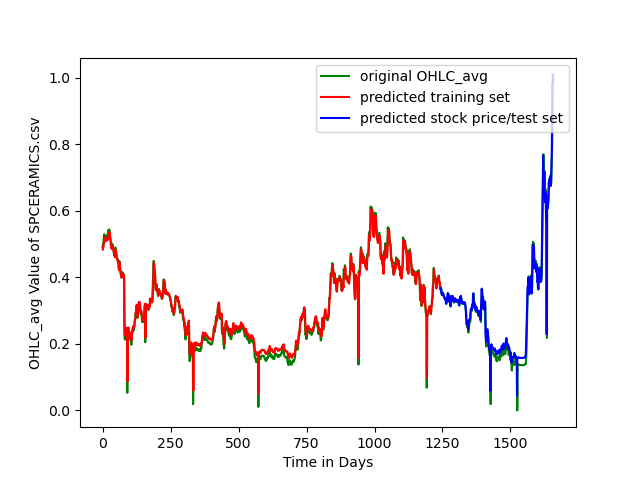 original OHLC_avg
predicted training set
predicted stock price/test set
OHLC_avg Value of SPCERAMICS.csv
1.0
0.8
0.6
0.4
0.2
0.0
0
250
500
750
1000
1250
1500
Time in Days